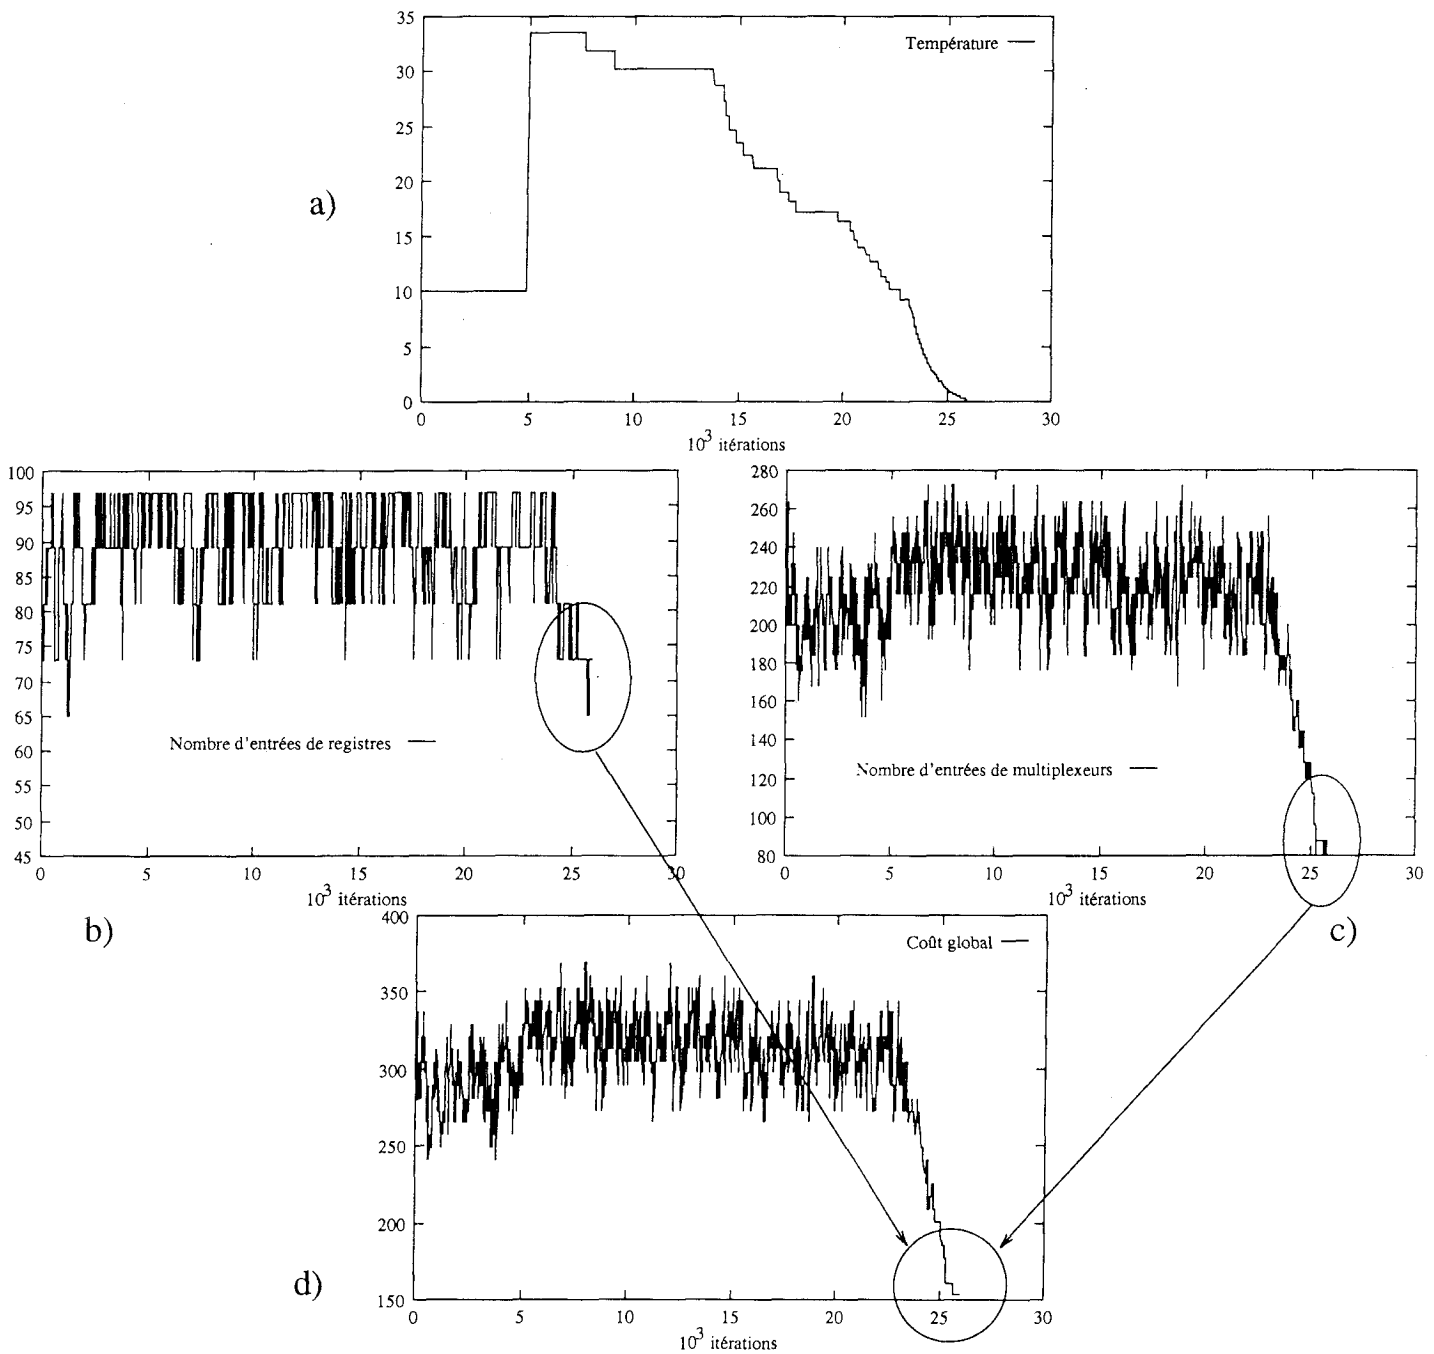 35
Température
30
25
20
15
10
5
0
0 5 10 15 20 25 30
10³ itérations
a)
100
95
90
85
80
75
70
65
60
55
50
45
Nombre d'entrées de registres
0 5 10 15 20 25 30
10³ itérations
b)
280
260
240
220
200
180
160
140
120
100
80
Nombre d'entrées de multiplexeurs
0 5 10 15 20 25 30
10³ itérations
c)
400
Coût global
350
300
250
200
150
0 5 10 15 20 25 30
10³ itérations
d)